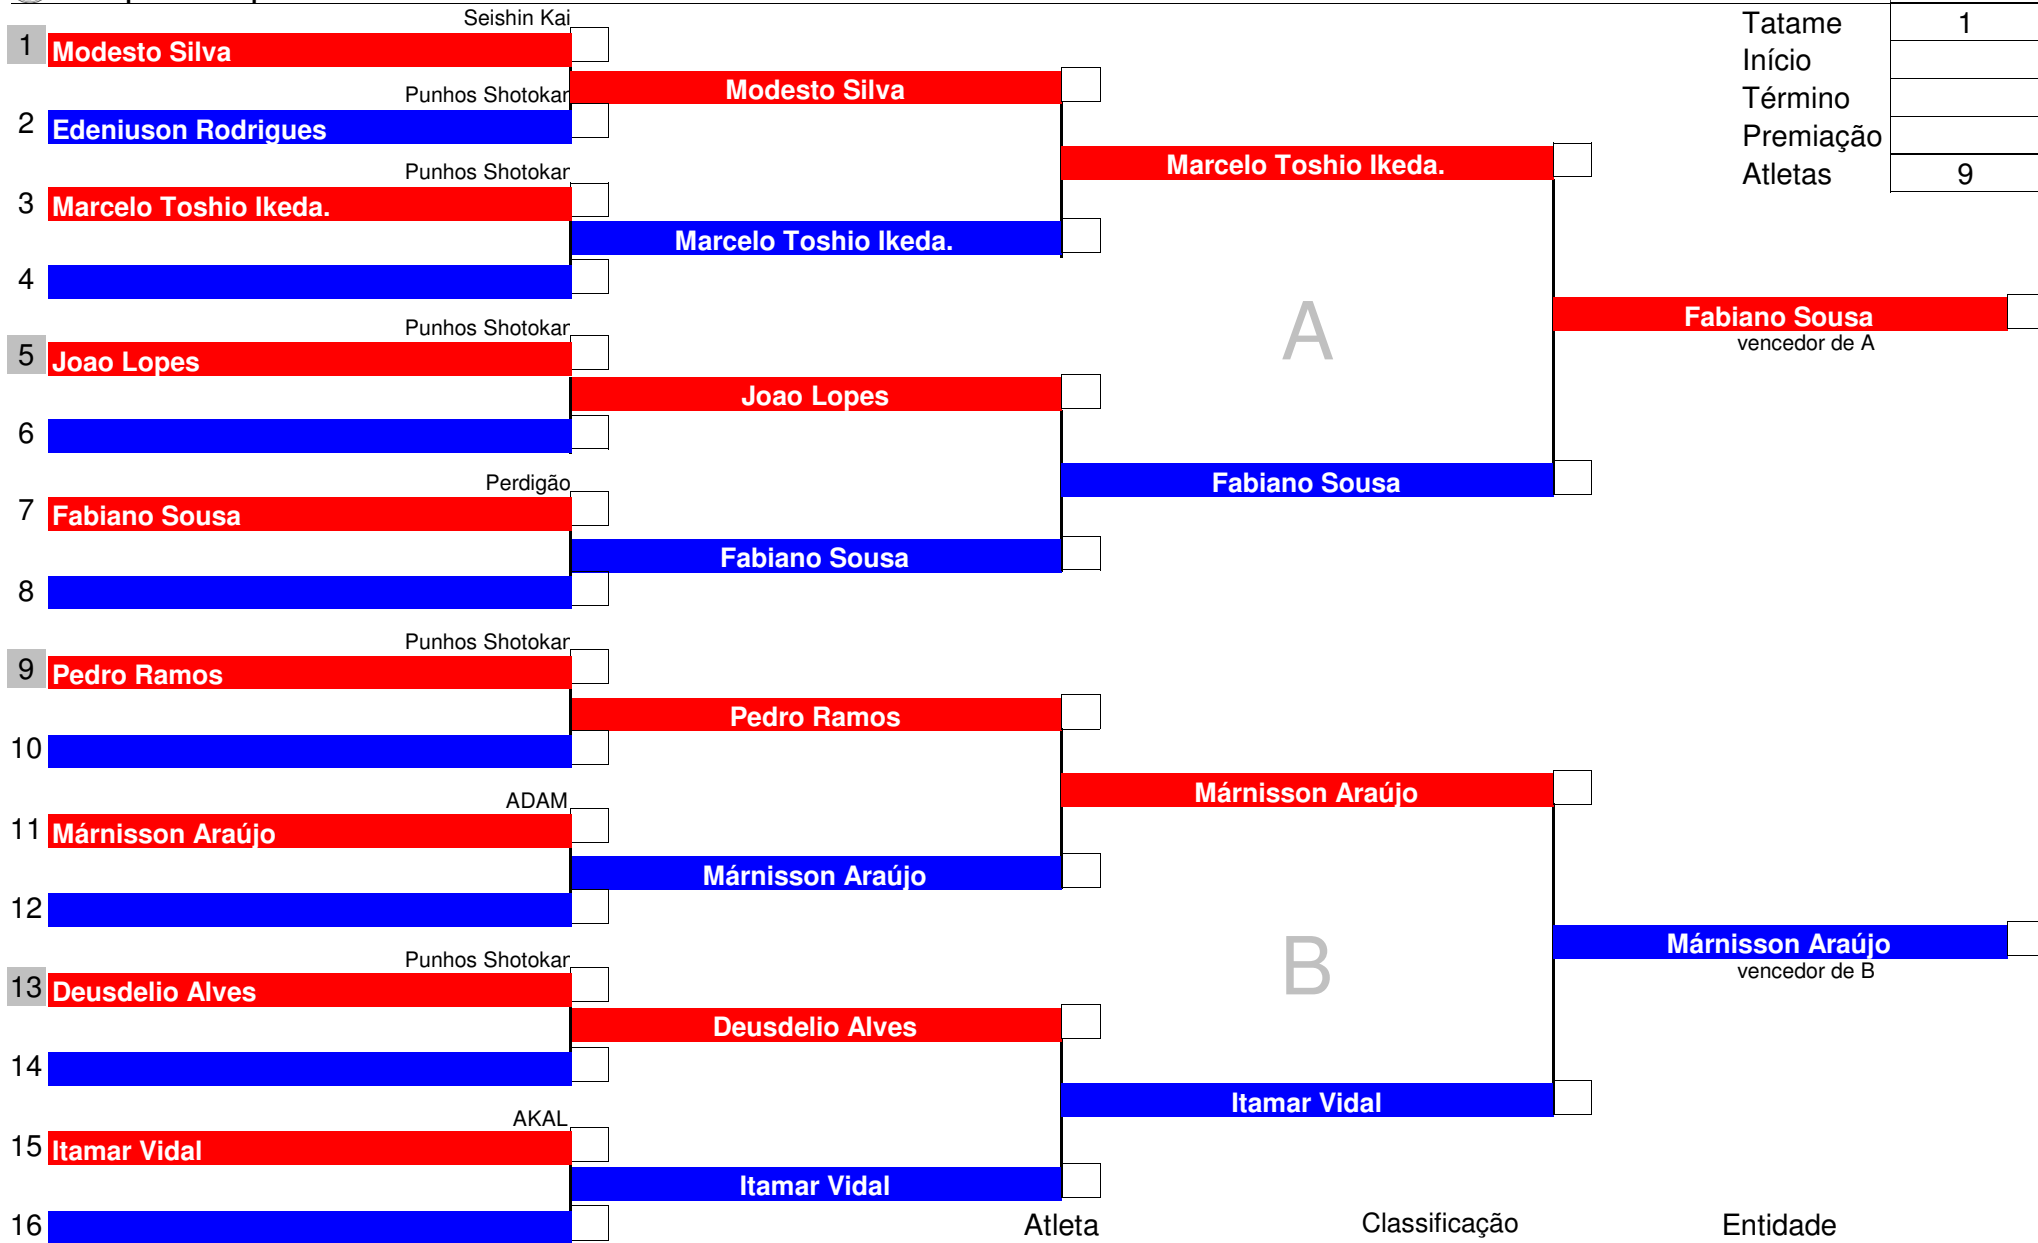 Seishin Kai
Tatame 1
1 Modesto Silva
Início
Modesto Silva
Punhos Shotokan
Término
2 Edeniuson Rodrigues
Premiação
Marcelo Toshio Ikeda.
Punhos Shotokan
Atletas 9
3 Marcelo Toshio Ikeda.
Marcelo Toshio Ikeda.
4
A
Fabiano Sousa
Punhos Shotokan
vencedor de A
5 Joao Lopes
Joao Lopes
6
Perdigão
Fabiano Sousa
7 Fabiano Sousa
Fabiano Sousa
8
Punhos Shotokan
9 Pedro Ramos
Pedro Ramos
10
Márnisson Araújo
ADAM
11 Márnisson Araújo
Márnisson Araújo
12
Márnisson Araújo
Punhos Shotokan
B
vencedor de B
13 Deusdelio Alves
Deusdelio Alves
14
Itamar Vidal
AKAL
15 Itamar Vidal
Itamar Vidal
16
Atleta Classificação Entidade